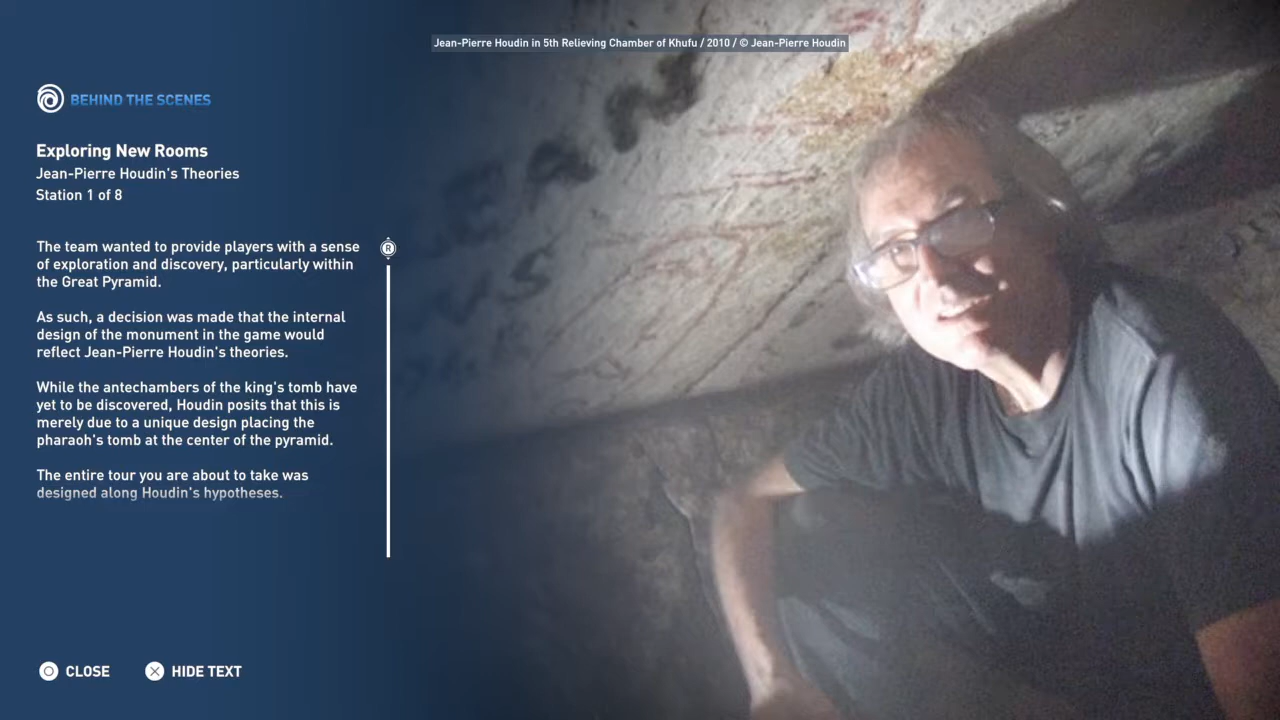 Jean-Pierre Houdin in 5th Relieving Chamber of Khufu / 2010 / © Jean-Pierre Houdin
BEHIND THE SCENES
Exploring New Rooms
Jean-Pierre Houdin's Theories
Station 1 of 8
The team wanted to provide players with a sense
of exploration and discovery, particularly within
the Great Pyramid.
As such, a decision was made that the internal
design of the monument in the game would
reflect Jean-Pierre Houdin's theories.
While the antechambers of the king's tomb have
yet to be discovered, Houdin posits that this is
merely due to a unique design placing the
pharaoh's tomb at the center of the pyramid.
The entire tour you are about to take was
designed along Houdin's hypotheses.
R
CLOSE
HIDE TEXT